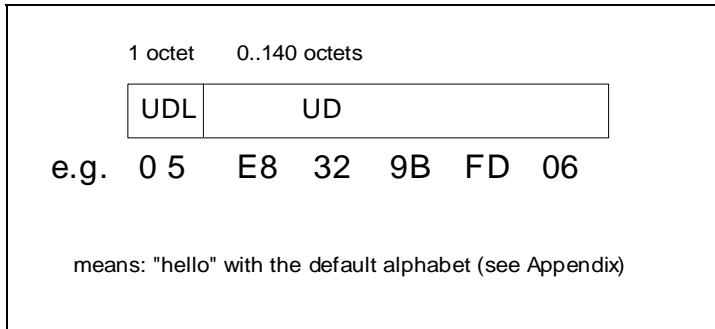 1 octet 0..140 octets
UDL UD
e.g. 0 5 E8 32 9B FD 06
means: "hello" with the default alphabet (see Appendix)